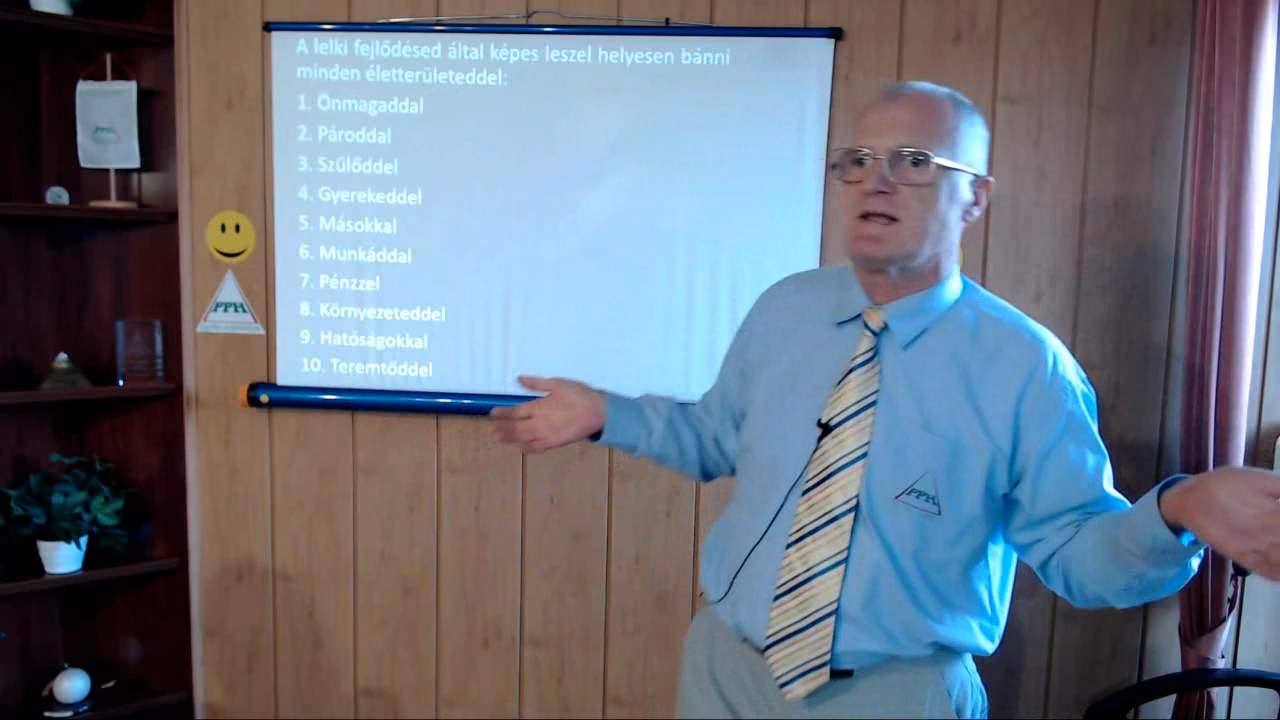 A lelki fejlődésed által képes leszel helyesen bánni
minden életterületeddel:
1. Önmagaddal
2. Pároddal
3. Szülőddel
4. Gyerekeddel
5. Másokkal
6. Munkáddal
7. Pénzzel
8. Környezeteddel
9. Hatóságokkal
10. Teremtőddel
PPH
PPH